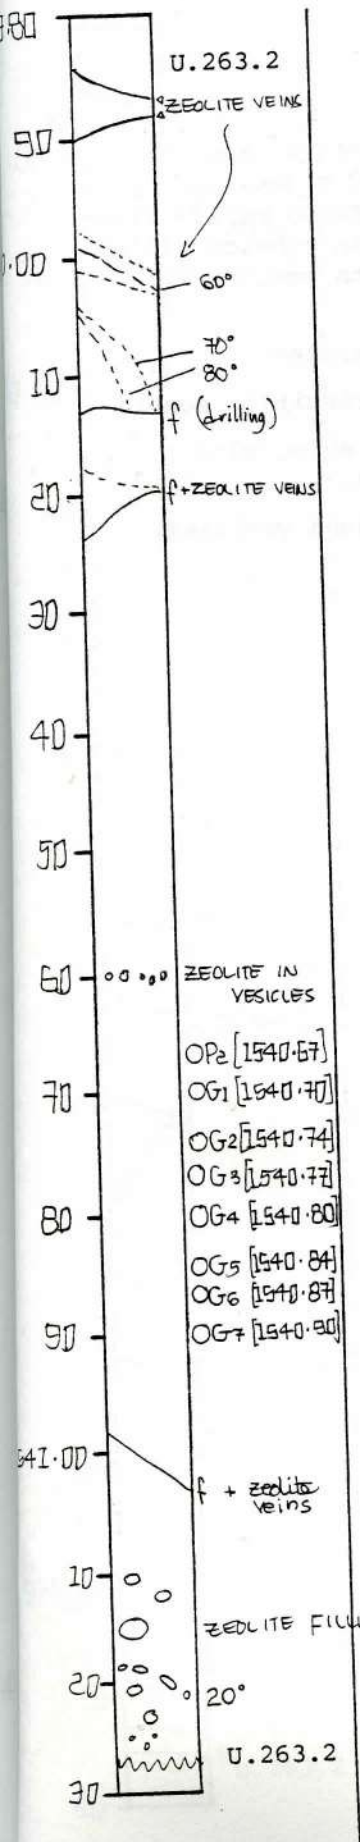 U.263.2
ZEOLITE VEINS
90
60°
70°
80°
10
f (drilling)
20
f + ZEOLITE VEINS
30
40
50
60
ZEOLITE IN
VESICLES
OP2 [1540.67]
70
OG1 [1540.70]
OG2 [1540.74]
OG3 [1540.77]
80
OG4 [1540.80]
OG5 [1540.84]
OG6 [1540.87]
90
OG7 [1540.90]
41.00
f + zeolite
veins
10
ZEOLITE FILL
20
20°
U.263.2
30